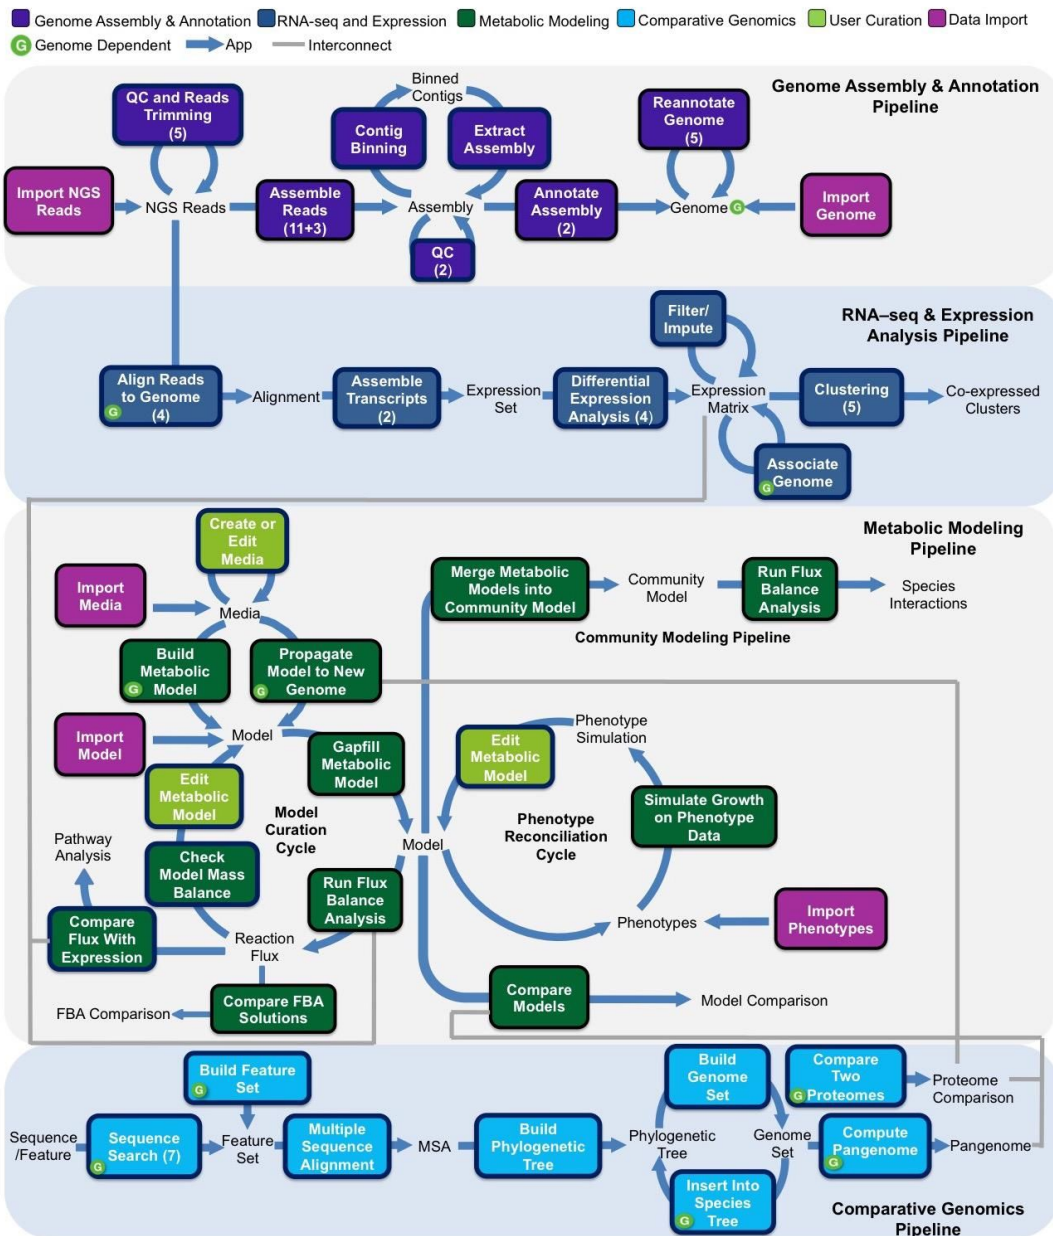 Genome Assembly & Annotation RNA-seq and Expression Metabolic Modeling Comparative Genomics User Curation Data Import
G Genome Dependent App Interconnect
Genome Assembly & Annotation
Pipeline
Binned
Contigs
QC and Reads
Trimming
(5)
Contig
Binning
Extract
Assembly
Reannotate
Genome
(5)
Import NGS
Reads
NGS Reads
Assemble
Reads
(11+3)
Assembly
Annotate
Assembly
(2)
Genome G
Import
Genome
QC
(2)
RNA–seq & Expression
Analysis Pipeline
Filter/
Impute
Align Reads
to Genome
G (4)
Alignment
Assemble
Transcripts
(2)
Expression
Set
Differential
Expression
Analysis (4)
Expression
Matrix
Clustering
(5)
Co-expressed
Clusters
Associate
G Genome
Metabolic Modeling
Pipeline
Create or
Edit
Media
Import
Media
Media
Merge Metabolic
Models into
Community Model
Community
Model
Run Flux
Balance
Analysis
Species
Interactions
Community Modeling Pipeline
Build
Metabolic
G Model
Propagate
Model to New
G Genome
Import
Model
Model
Gapfill
Metabolic
Model
Edit
Metabolic
Model
Phenotype
Simulation
Edit
Metabolic
Model
Model
Curation
Cycle
Phenotype
Reconciliation
Cycle
Simulate Growth
on Phenotype
Data
Pathway
Analysis
Check
Model Mass
Balance
Model
Run Flux
Balance
Analysis
Compare
Flux With
Expression
Reaction
Flux
Phenotypes
Import
Phenotypes
FBA Comparison
Compare FBA
Solutions
Compare
Models
Model Comparison
Build Feature
G Set
Build
Genome
Set
Compare
Two
G Proteomes
Proteome
Comparison
Sequence
/Feature
Sequence
G Search (7)
Feature
Set
Multiple
Sequence
Alignment
MSA
Build
Phylogenetic
Tree
Phylogenetic
Tree
Genome
Set
Compute
Pangenome
G
Pangenome
Insert Into
Species
G Tree
Comparative Genomics
Pipeline